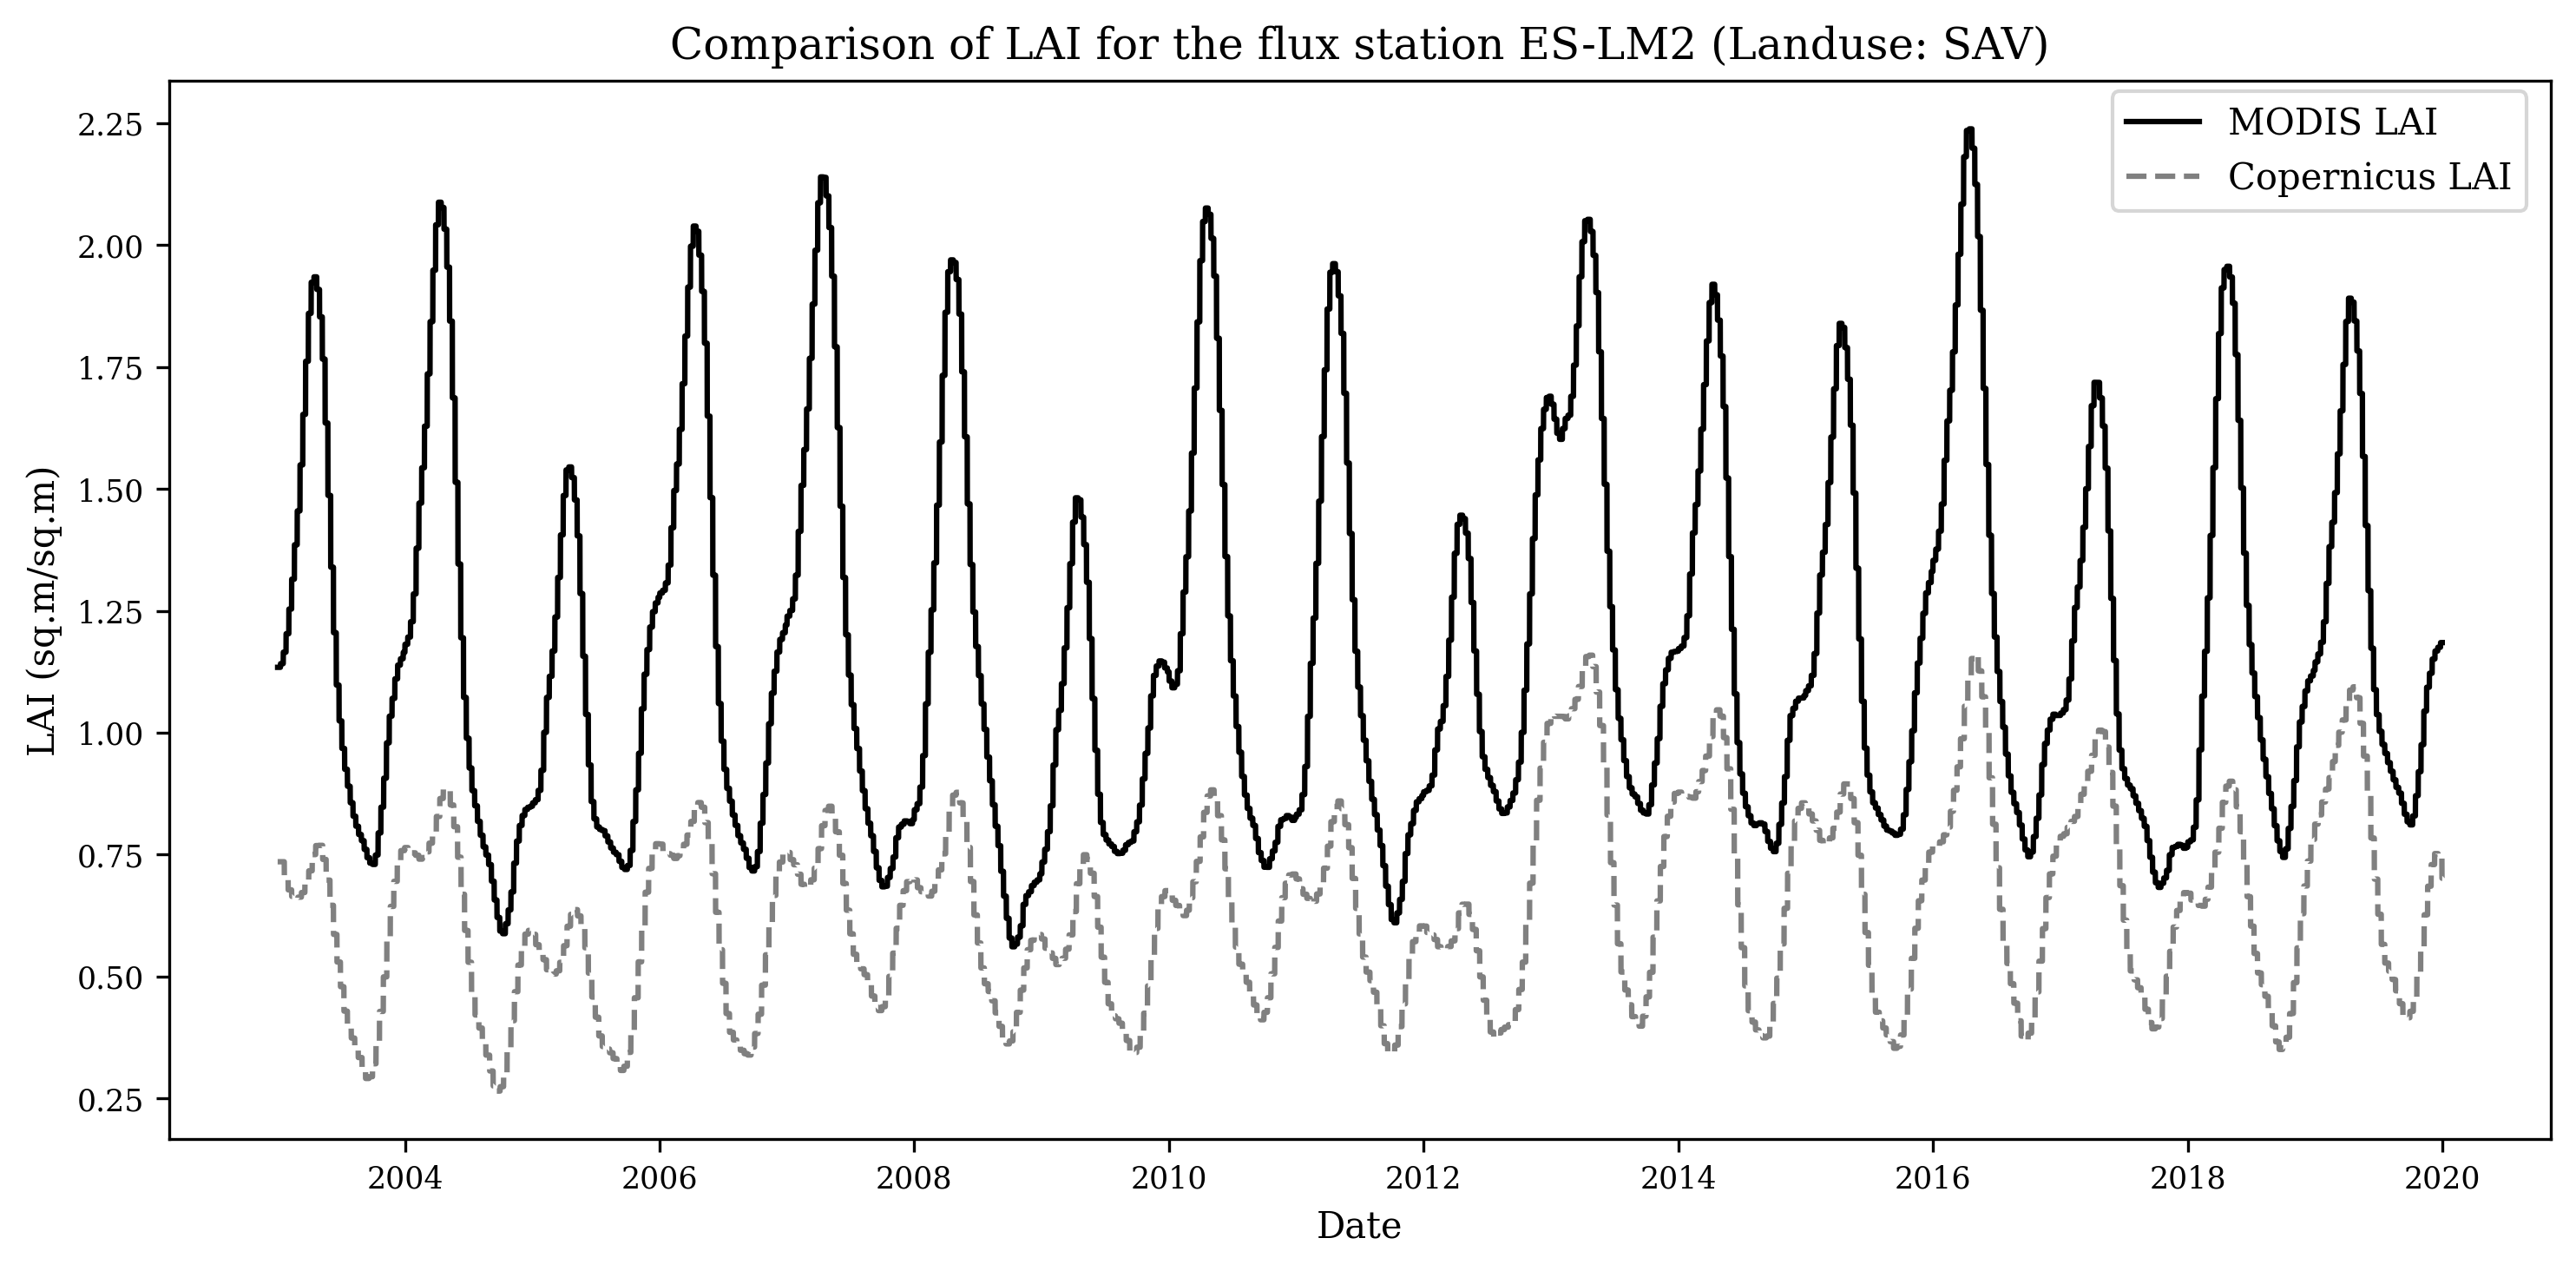 Comparison of LAI for the flux station ES-LM2 (Landuse: SAV)
MODIS LAI
Copernicus LAI
LAI (sq.m/sq.m)
2.25
2.00
1.75
1.50
1.25
1.00
0.75
0.50
0.25
2004 2006 2008 2010 2012 2014 2016 2018 2020
Date